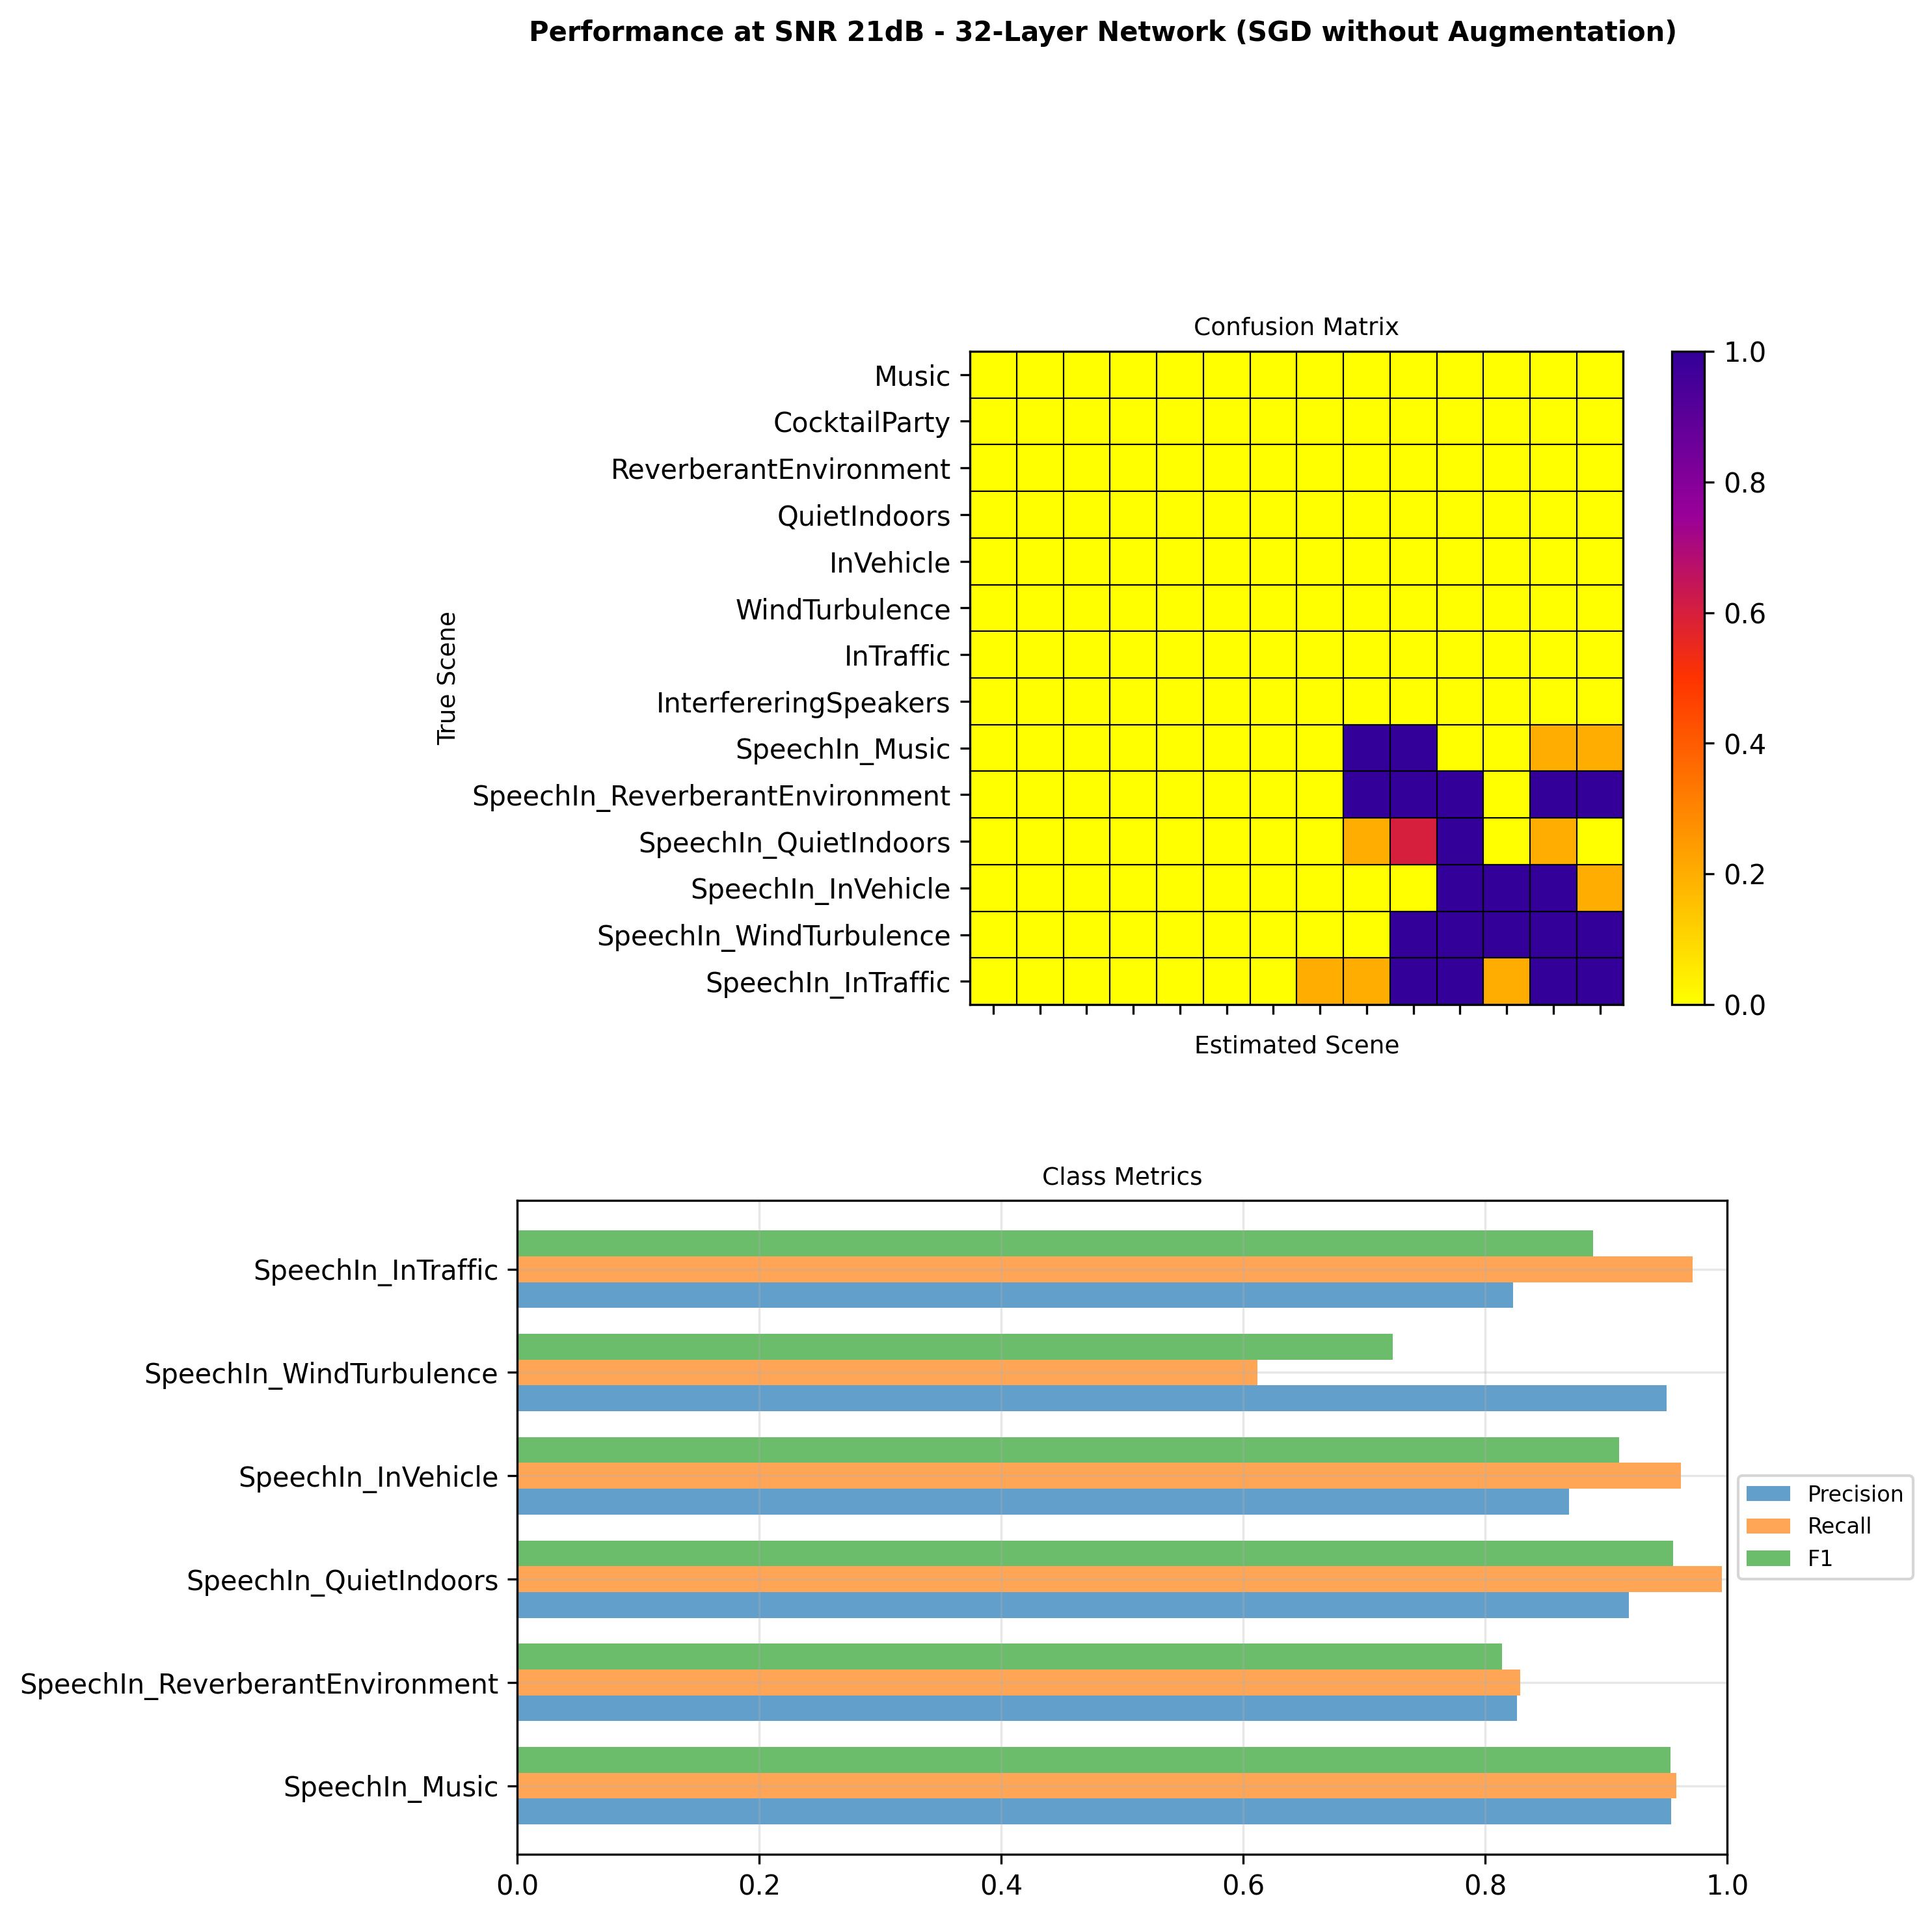 Performance at SNR 21dB - 32-Layer Network (SGD without Augmentation)
Confusion Matrix
True Scene
Music
CocktailParty
ReverberantEnvironment
QuietIndoors
InVehicle
WindTurbulence
InTraffic
InterfereringSpeakers
SpeechIn_Music
SpeechIn_ReverberantEnvironment
SpeechIn_QuietIndoors
SpeechIn_InVehicle
SpeechIn_WindTurbulence
SpeechIn_InTraffic
Estimated Scene
1.0
0.8
0.6
0.4
0.2
0.0
Class Metrics
SpeechIn_InTraffic
SpeechIn_WindTurbulence
SpeechIn_InVehicle
SpeechIn_QuietIndoors
SpeechIn_ReverberantEnvironment
SpeechIn_Music
0.0 0.2 0.4 0.6 0.8 1.0
Precision
Recall
F1